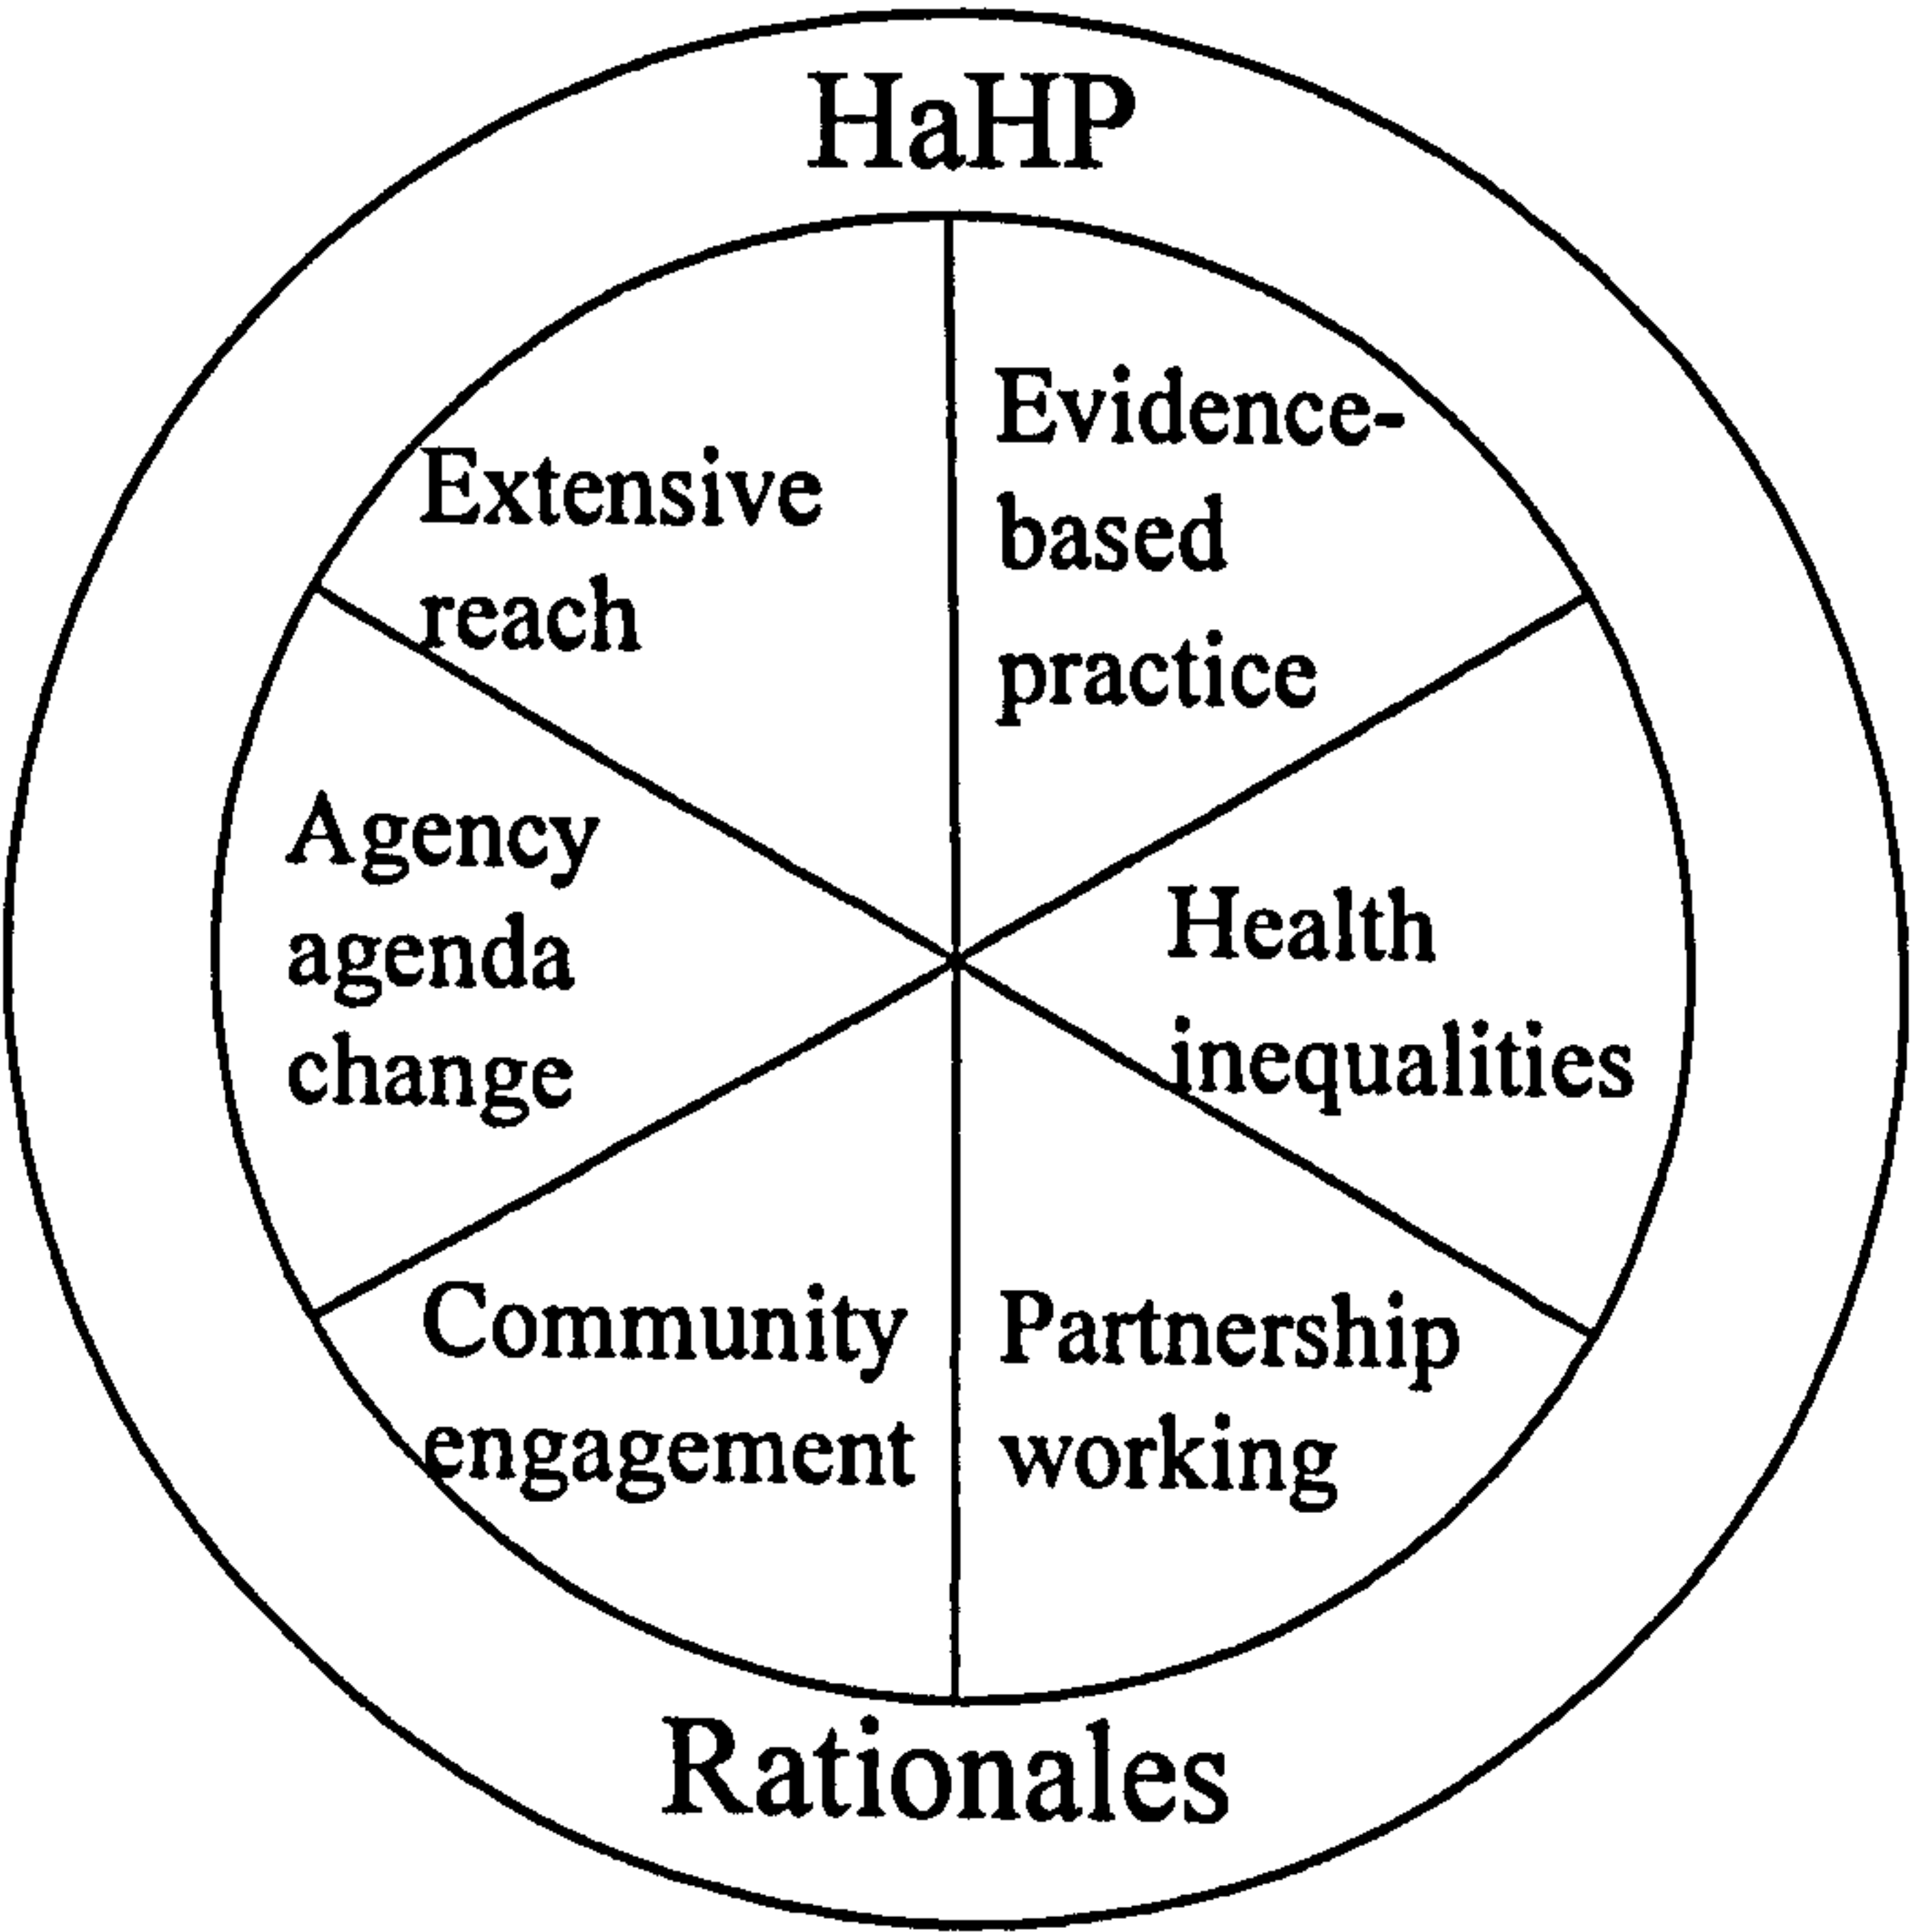 HaHP
Evidence-
based
practice
Health
inequalities
Partnership
working
Community
engagement
Agency
agenda
change
Extensive
reach
Rationales